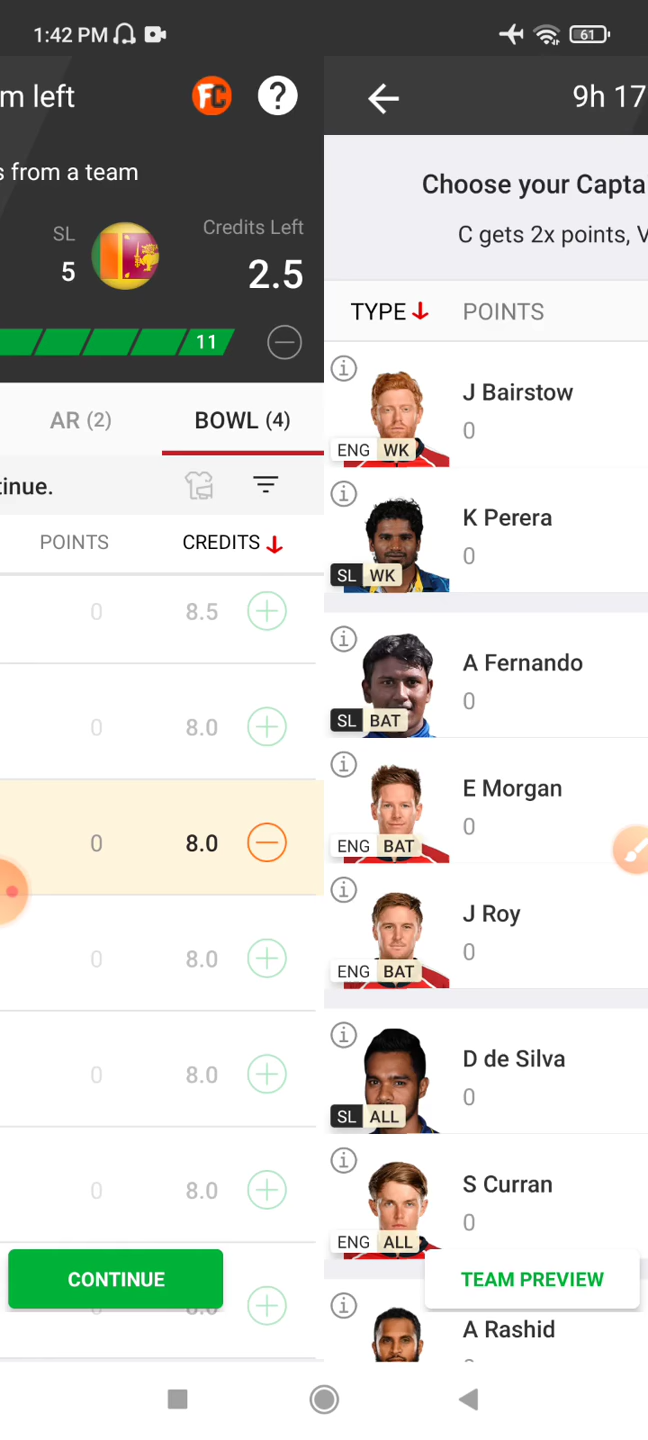 1:42 PM
61
m left
FC
?
s from a team
SL
5
Credits Left
2.5
11
AR (2)
BOWL (4)
tinue.
POINTS
CREDITS
0
8.5
0
8.0
0
8.0
0
8.0
0
8.0
0
8.0
CONTINUE
9h 17
Choose your Capta
C gets 2x points, V
TYPE
POINTS
J Bairstow
0
ENG WK
K Perera
0
SL WK
A Fernando
0
SL BAT
E Morgan
0
ENG BAT
J Roy
0
ENG BAT
D de Silva
0
SL ALL
S Curran
0
ENG ALL
TEAM PREVIEW
A Rashid